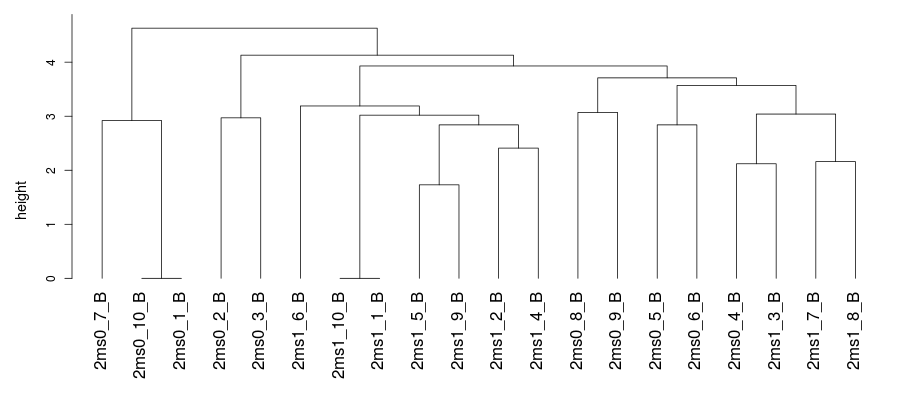 height
4
3
2
1
0
2ms0_7_B
2ms0_10_B
2ms0_1_B
2ms0_2_B
2ms0_3_B
2ms1_6_B
2ms1_10_B
2ms1_1_B
2ms1_5_B
2ms1_9_B
2ms1_2_B
2ms1_4_B
2ms0_8_B
2ms0_9_B
2ms0_5_B
2ms0_6_B
2ms0_4_B
2ms1_3_B
2ms1_7_B
2ms1_8_B